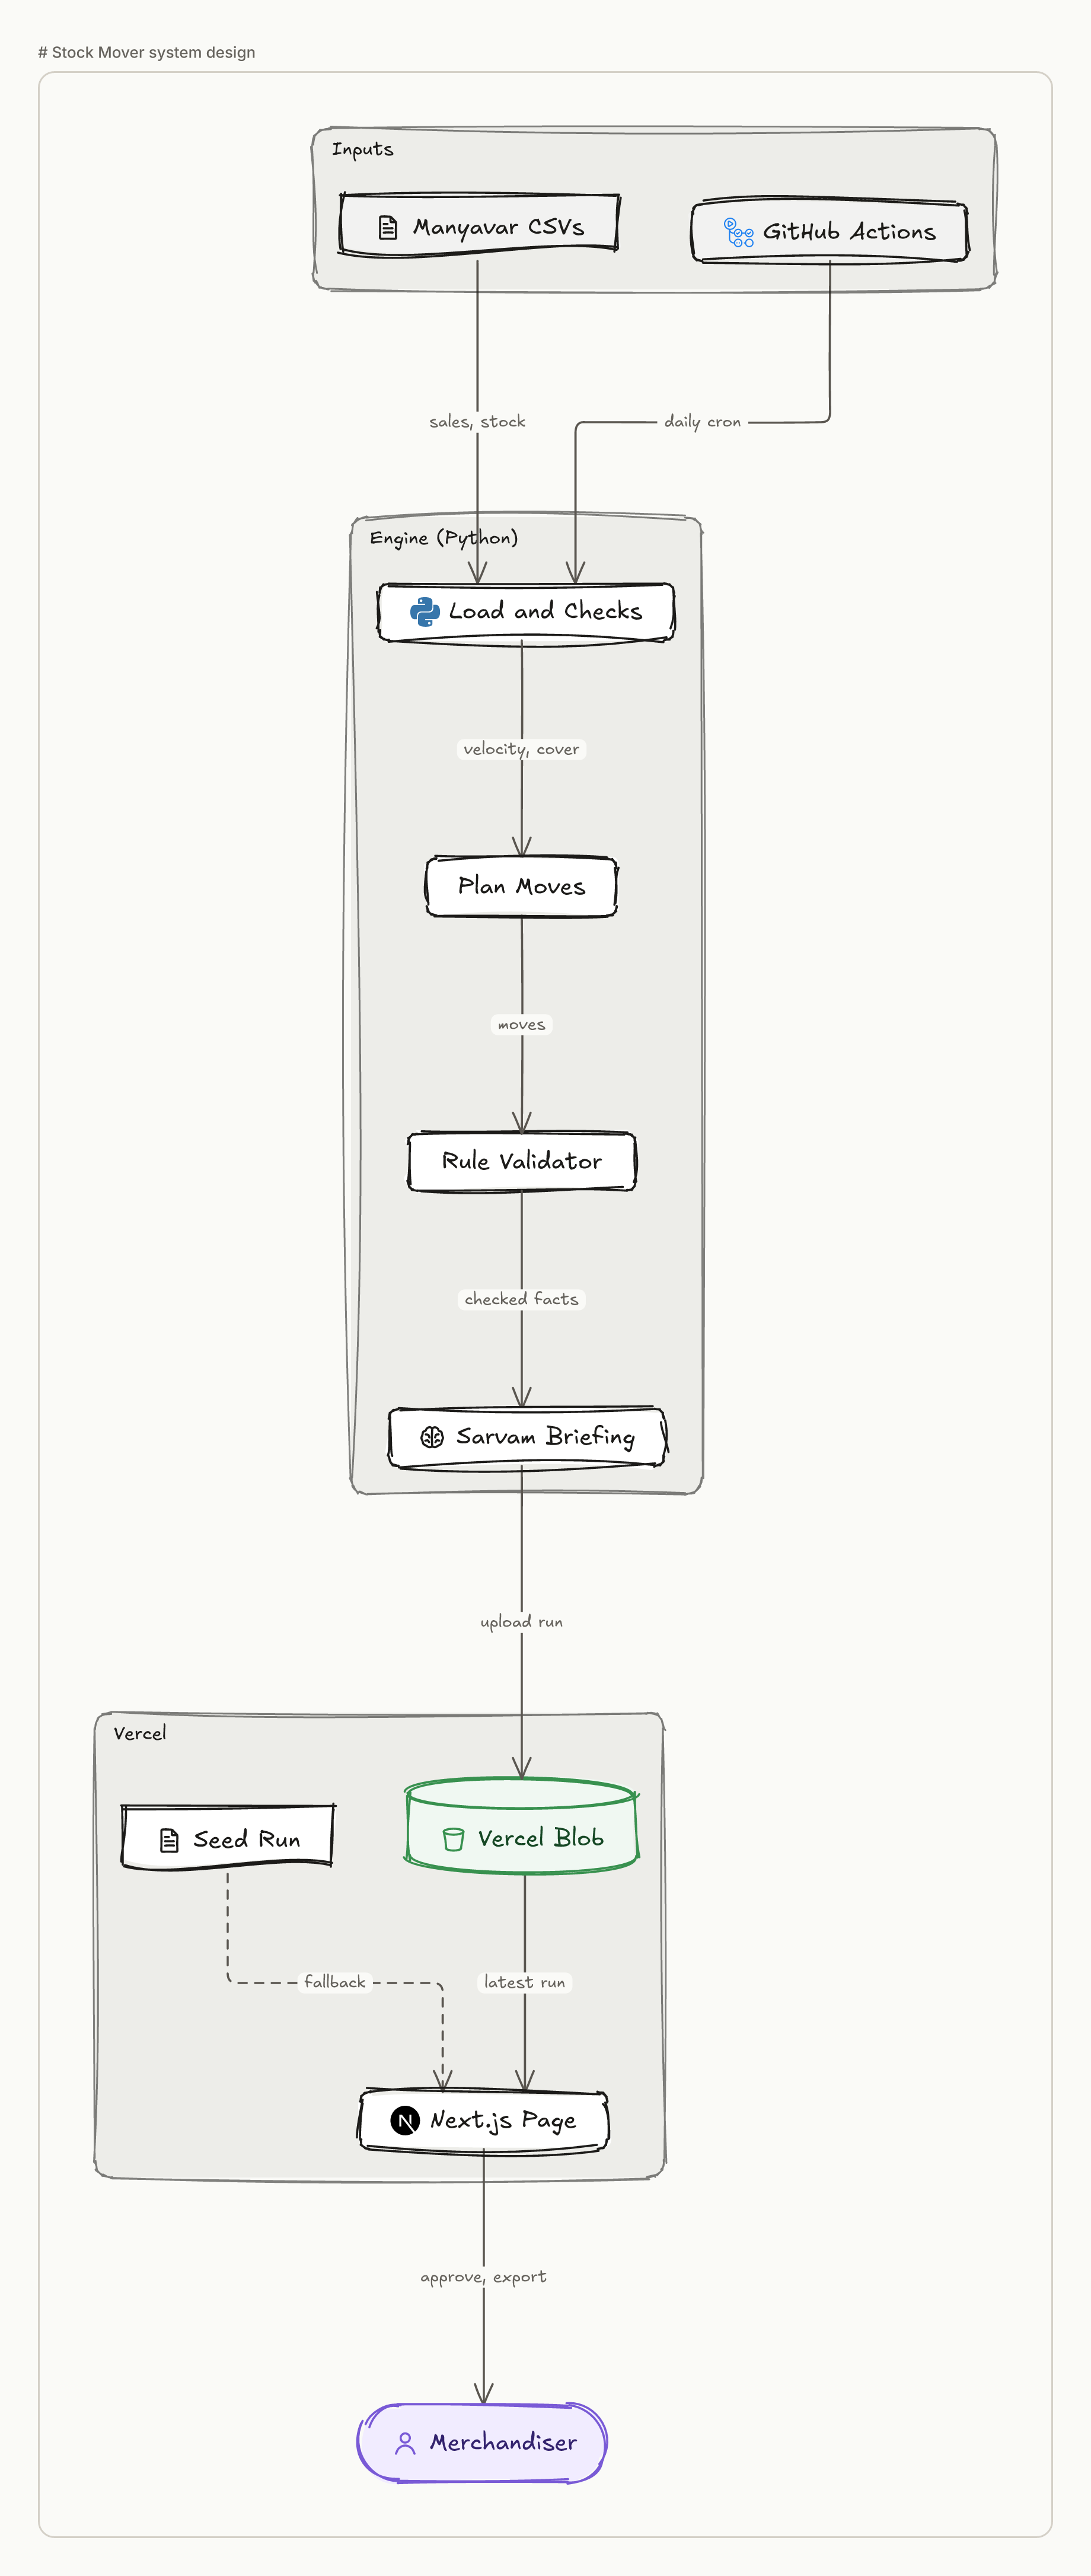 # Stock Mover system design
Inputs
Manyavar CSVs
GitHub Actions
sales, stock
daily cron
Engine (Python)
Load and Checks
velocity, cover
Plan Moves
moves
Rule Validator
checked facts
Sarvam Briefing
upload run
Vercel
Seed Run
Vercel Blob
fallback
latest run
N
Next.js Page
approve, export
Merchandiser